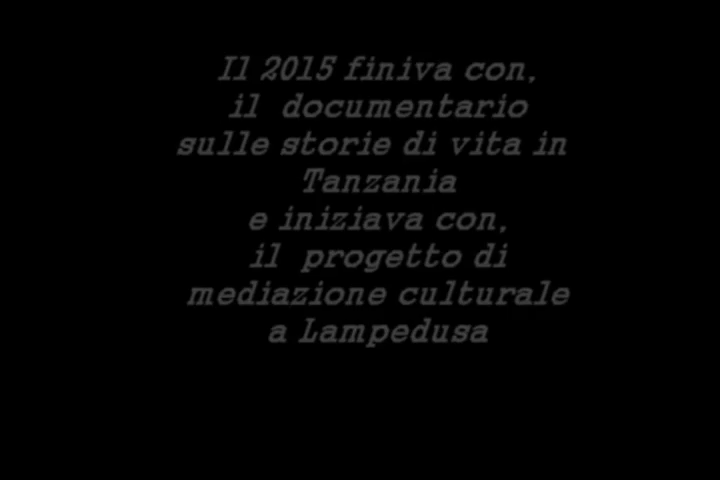 Il 2015 finiva con,
il documentario
sulle storie di vita in
Tanzania
e iniziava con,
il progetto di
mediazione culturale
a Lampedusa